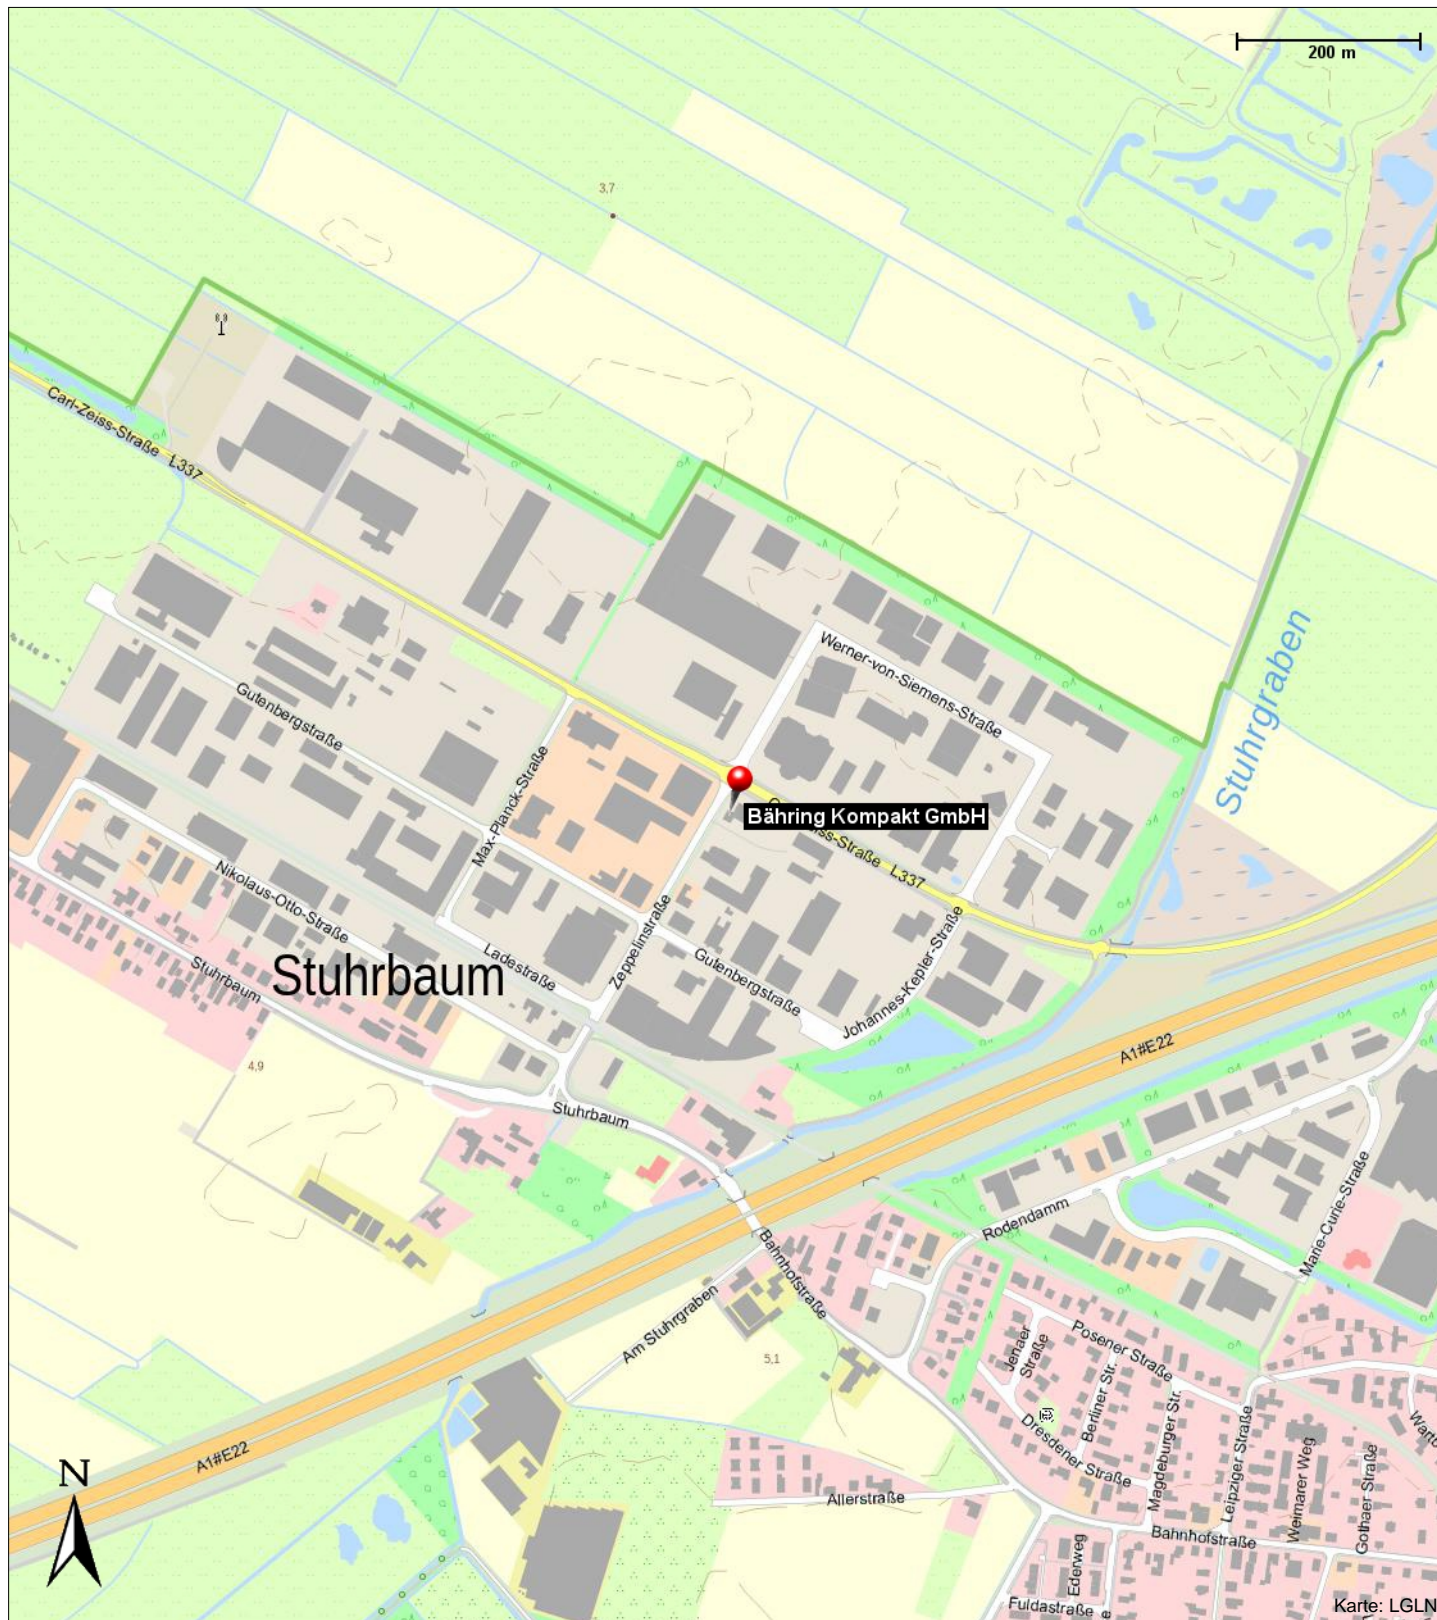 200 m
3,7
Carl-Zeiss-Straße L337
Werner-von-Siemens-Straße
Stuhrgraben
Gutenbergstraße
Max-Planck-Straße
Bähring Kompakt GmbH
iss-Straße L337
Nikolaus-Otto-Straße
Zeppelinstraße
Johannes-Kepler-Straße
Ladestraße
Gutenbergstraße
Stuhrbaum
Stuhrbaum
A1#E22
4,9
Stuhrbaum
Rodendamm
Marie-Curie-Straße
Bahnhofstraße
Am Stuhrgraben
5,1
Jenaer
Straße
Posener Straße
Berliner Str.
Magdeburger Str.
Dresdener Straße
Leipziger Straße
Weimarer Weg
Gothaer Straße
A1#E22
N
Allerstraße
Bahnhofstraße
Ederweg
Fuldastraße
Karte: LGLN